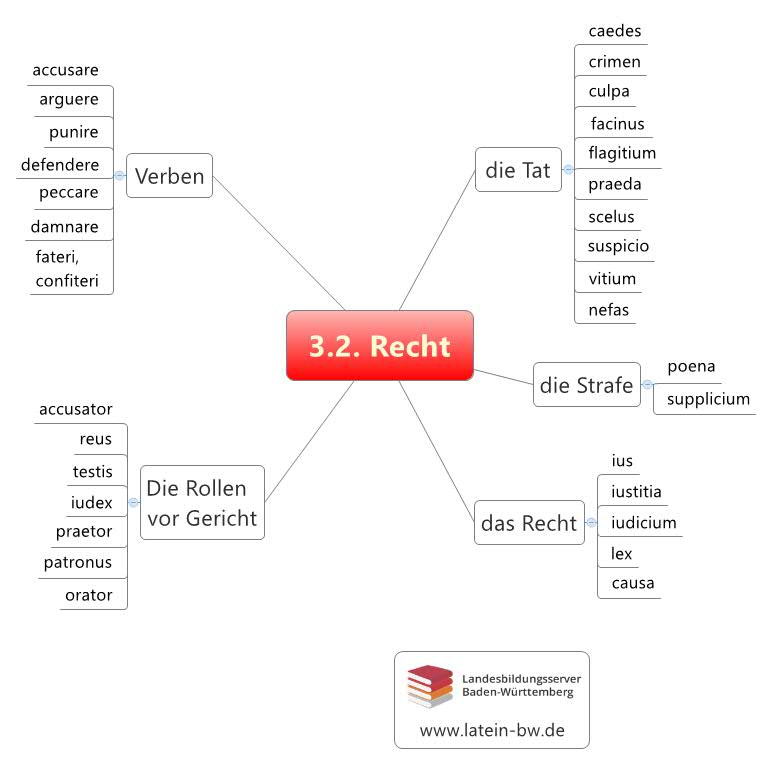 3.2. Recht
die Tat
caedes
crimen
culpa
facinus
flagitium
praeda
scelus
suspicio
vitium
nefas
die Strafe
poena
supplicium
das Recht
ius
iustitia
iudicium
lex
causa
Die Rollen
vor Gericht
accusator
reus
testis
iudex
praetor
patronus
orator
Verben
accusare
arguere
punire
defendere
peccare
damnare
fateri,
confiteri
Landesbildungsserver
Baden-Württemberg
www.latein-bw.de